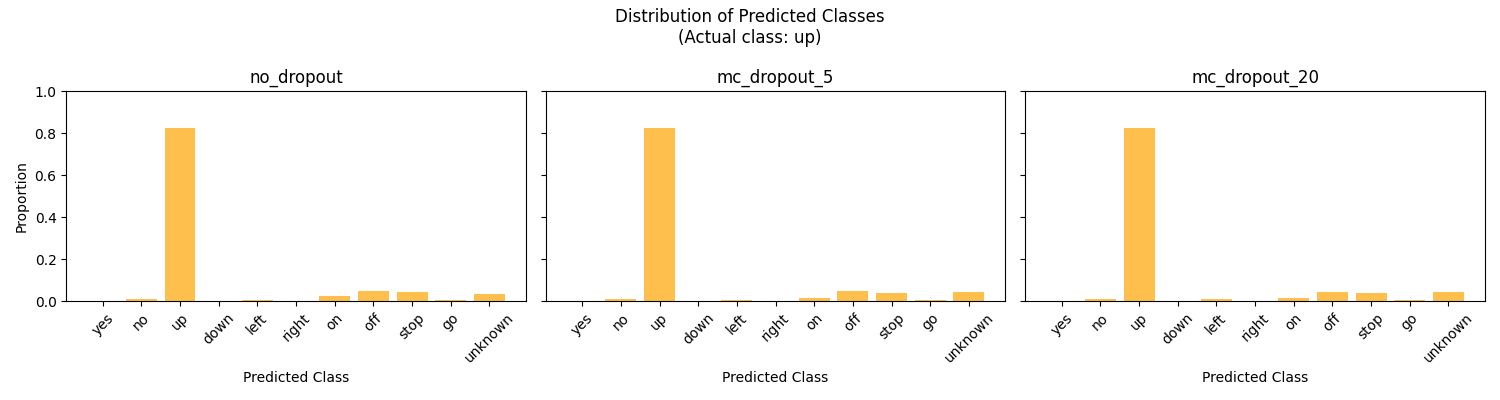 Distribution of Predicted Classes
(Actual class: up)
no_dropout
mc_dropout_5
mc_dropout_20
Proportion
1.0
0.8
0.6
0.4
0.2
0.0
yes no up down left right on off stop go unknown
Predicted Class
yes no up down left right on off stop go unknown
Predicted Class
yes no up down left right on off stop go unknown
Predicted Class